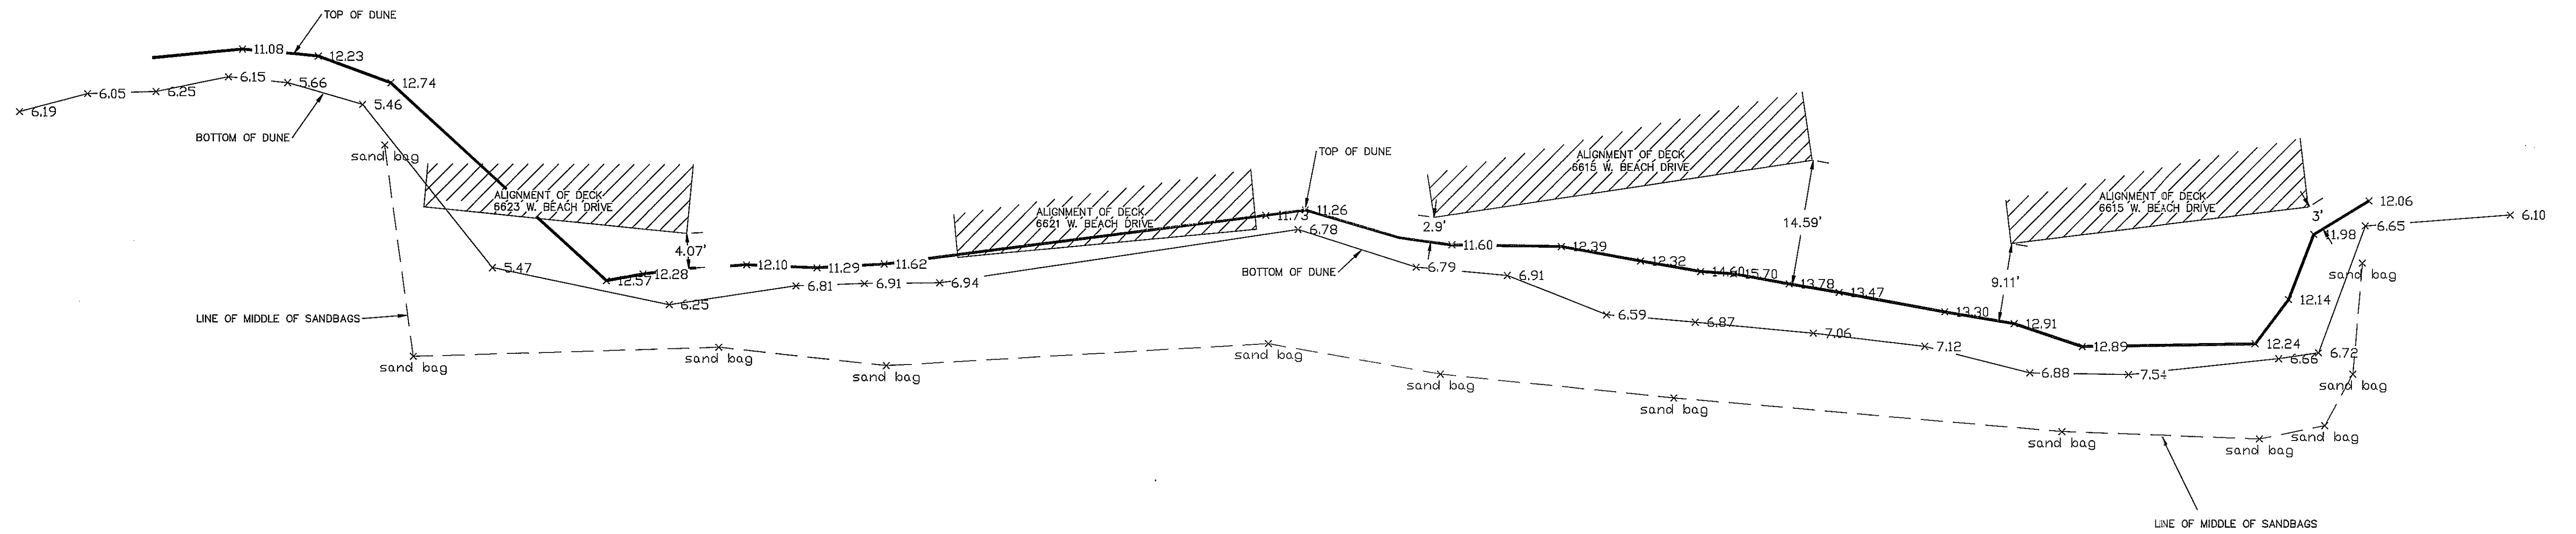 TOP OF DUNE
11.08
12.23
12.74
6.19
6.05
6.25
6.15
5.66
5.46
BOTTOM OF DUNE
sand bag
ALIGNMENT OF DECK
6623 W. BEACH DRIVE
4.07'
5.47
12.57
12.28
12.10
11.29
11.62
6.25
6.81
6.91
6.94
LINE OF MIDDLE OF SANDBAGS
sand bag
sand bag
sand bag
ALIGNMENT OF DECK
6621 W. BEACH DRIVE
TOP OF DUNE
11.73
11.26
6.78
BOTTOM OF DUNE
sand bag
ALIGNMENT OF DECK
6615 W. BEACH DRIVE
2.9'
14.59'
11.60
12.39
12.32
14.60
15.70
13.78
13.47
13.30
12.91
12.89
12.24
6.79
6.91
6.59
6.87
7.06
7.12
6.88
7.54
6.66
6.72
sand bag
sand bag
sand bag
sand bag
sand bag
ALIGNMENT OF DECK
6615 W. BEACH DRIVE
9.11'
3'
12.06
11.98
6.65
6.10
sand bag
12.14
sand bag
LINE OF MIDDLE OF SANDBAGS